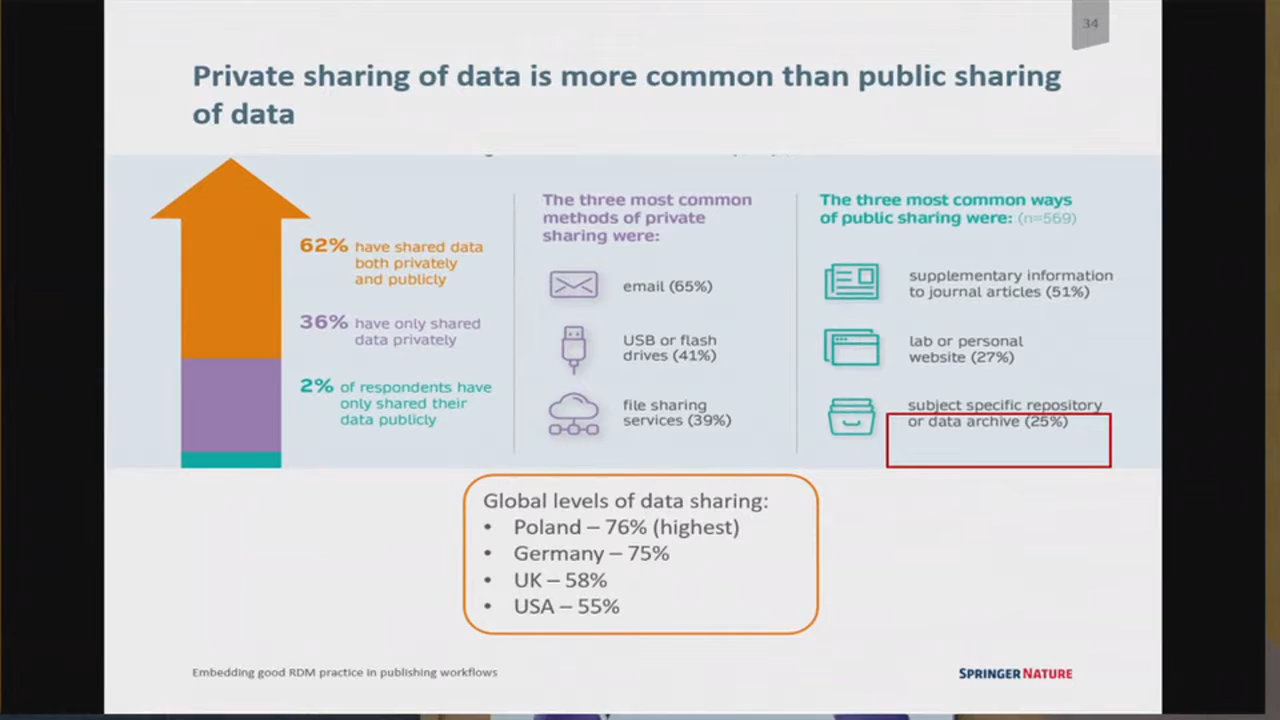 34
Private sharing of data is more common than public sharing
of data
62% have shared data
both privately
and publicly
36% have only shared
data privately
2% of respondents have
only shared their
data publicly
The three most common
methods of private
sharing were:
email (65%)
USB or flash
drives (41%)
file sharing
services (39%)
The three most common ways
of public sharing were: (n=569)
supplementary information
to journal articles (51%)
lab or personal
website (27%)
subject specific repository
or data archive (25%)
Global levels of data sharing:
• Poland – 76% (highest)
• Germany – 75%
• UK – 58%
• USA – 55%
Embedding good RDM practice in publishing workflows
SPRINGER NATURE